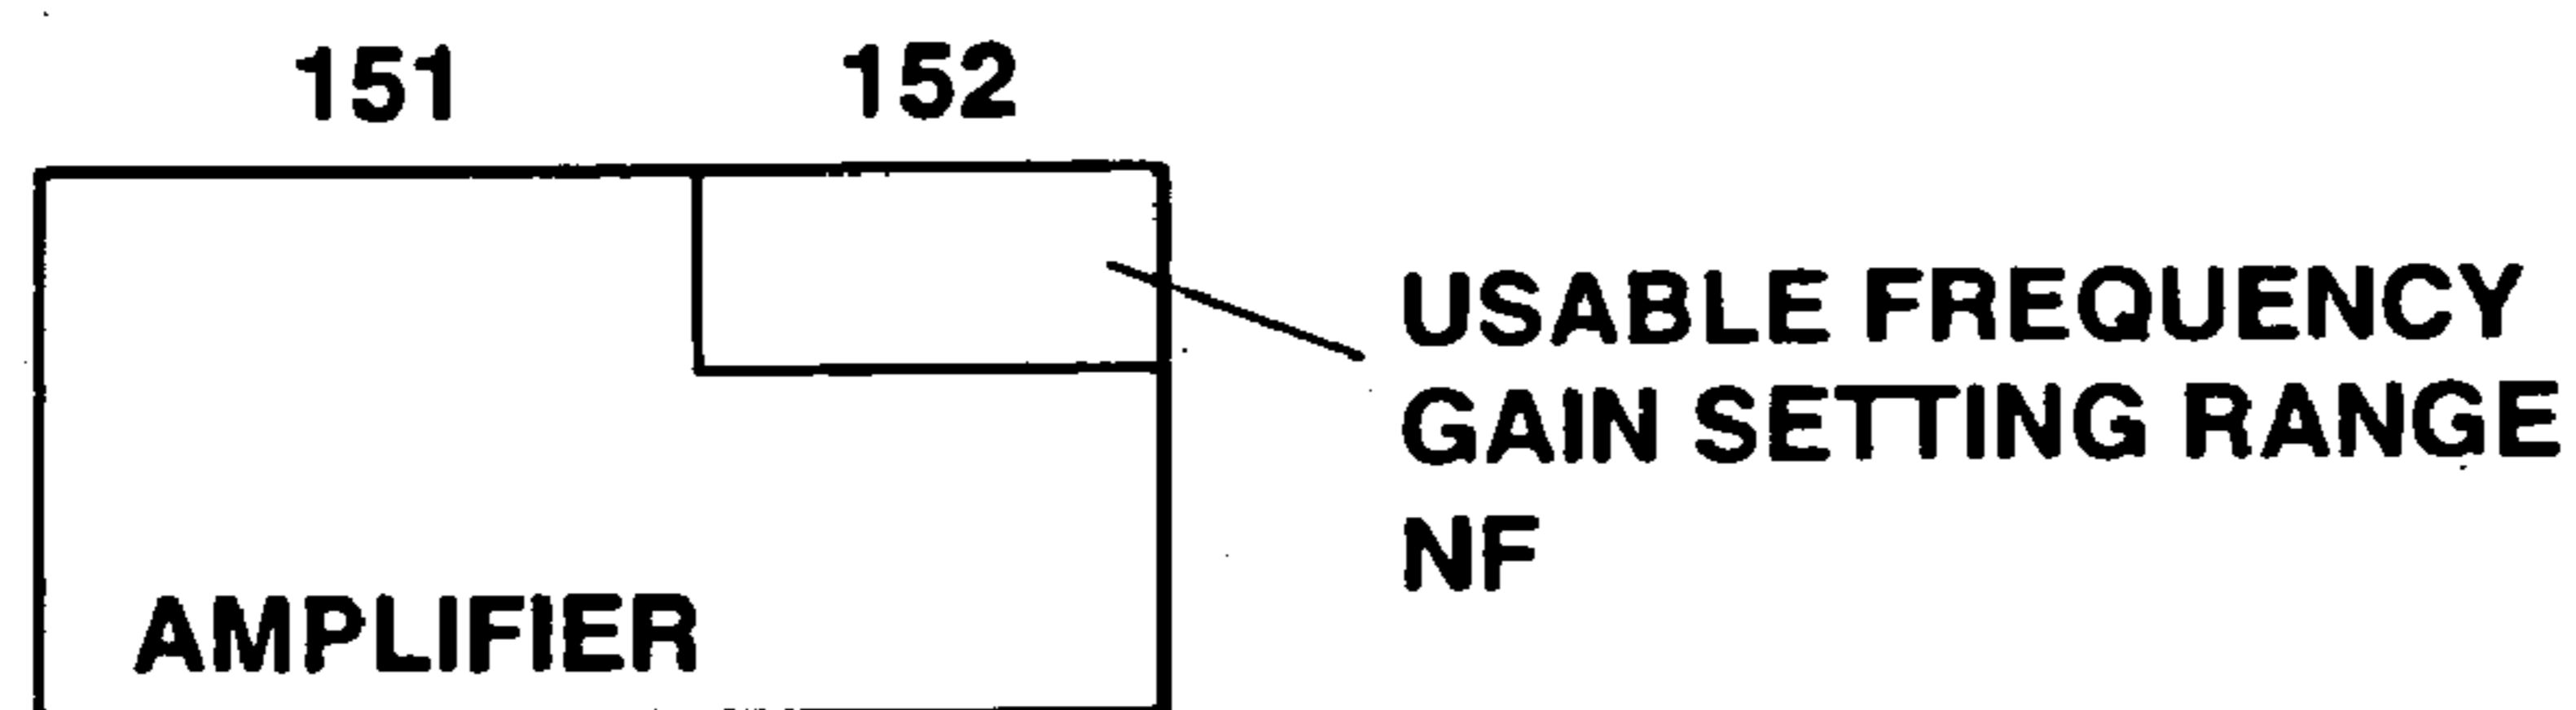 151 152
USABLE FREQUENCY
GAIN SETTING RANGE
NF
AMPLIFIER